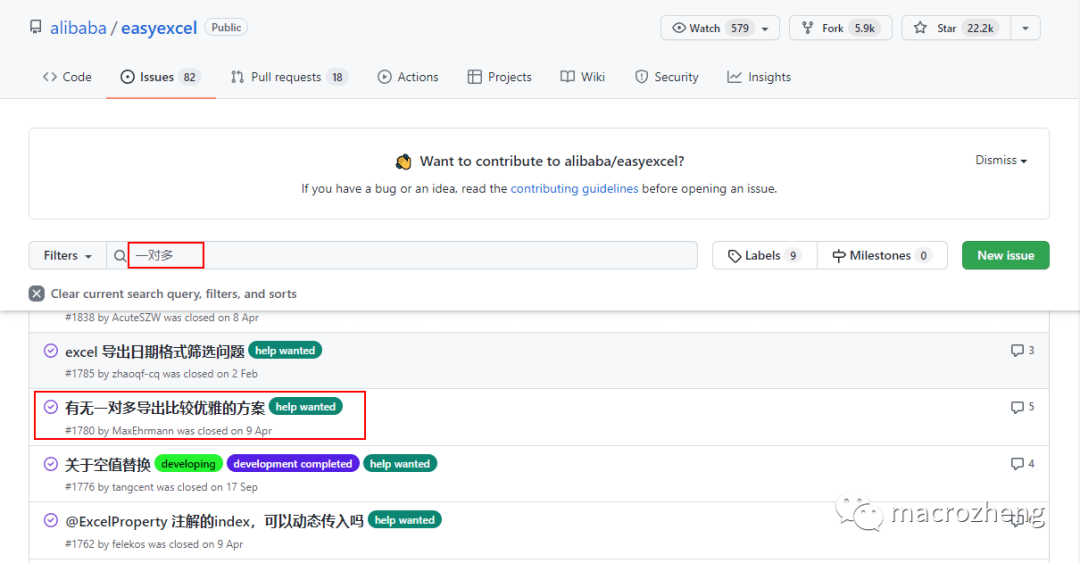 alibaba / easyexcel Public
Watch 579 Fork 5.9k Star 22.2k
Code Issues 82 Pull requests 18 Actions Projects Wiki Security Insights
Want to contribute to alibaba/easyexcel?
Dismiss
If you have a bug or an idea, read the contributing guidelines before opening an issue.
Filters 一对多 Labels 9 Milestones 0 New issue
Clear current search query, filters, and sorts
#1838 by AcuteSZW was closed on 8 Apr
excel 导出日期格式筛选问题 help wanted 3
#1785 by zhaoqf-cq was closed on 2 Feb
有无一对多导出比较优雅的方案 help wanted 5
#1780 by MaxEhrmann was closed on 9 Apr
关于空值替换 developing development completed help wanted 4
#1776 by tangcent was closed on 17 Sep
@ExcelProperty 注解的index，可以动态传入吗 help wanted
#1762 by felekos was closed on 9 Apr
macrozheng